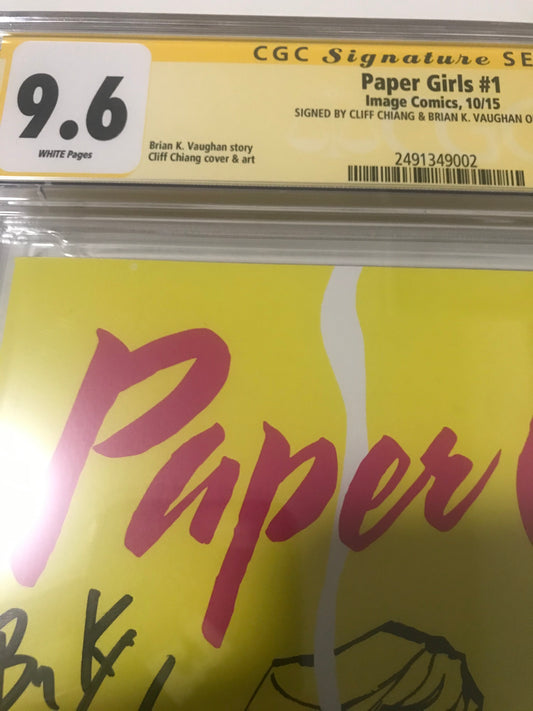 CGC Signature SE
9.6
WHITE Pages
Paper Girls #1
Image Comics, 10/15
SIGNED BY CLIFF CHIANG & BRIAN K. VAUGHAN O
Brian K. Vaughan story
Cliff Chiang cover & art
2491349002
Paper